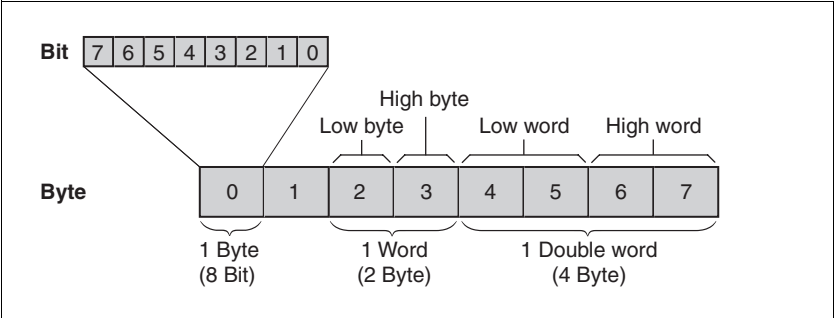 Bit 7 6 5 4 3 2 1 0
High byte
Low byte Low word High word
Byte 0 1 2 3 4 5 6 7
1 Byte 1 Word 1 Double word
(8 Bit) (2 Byte) (4 Byte)